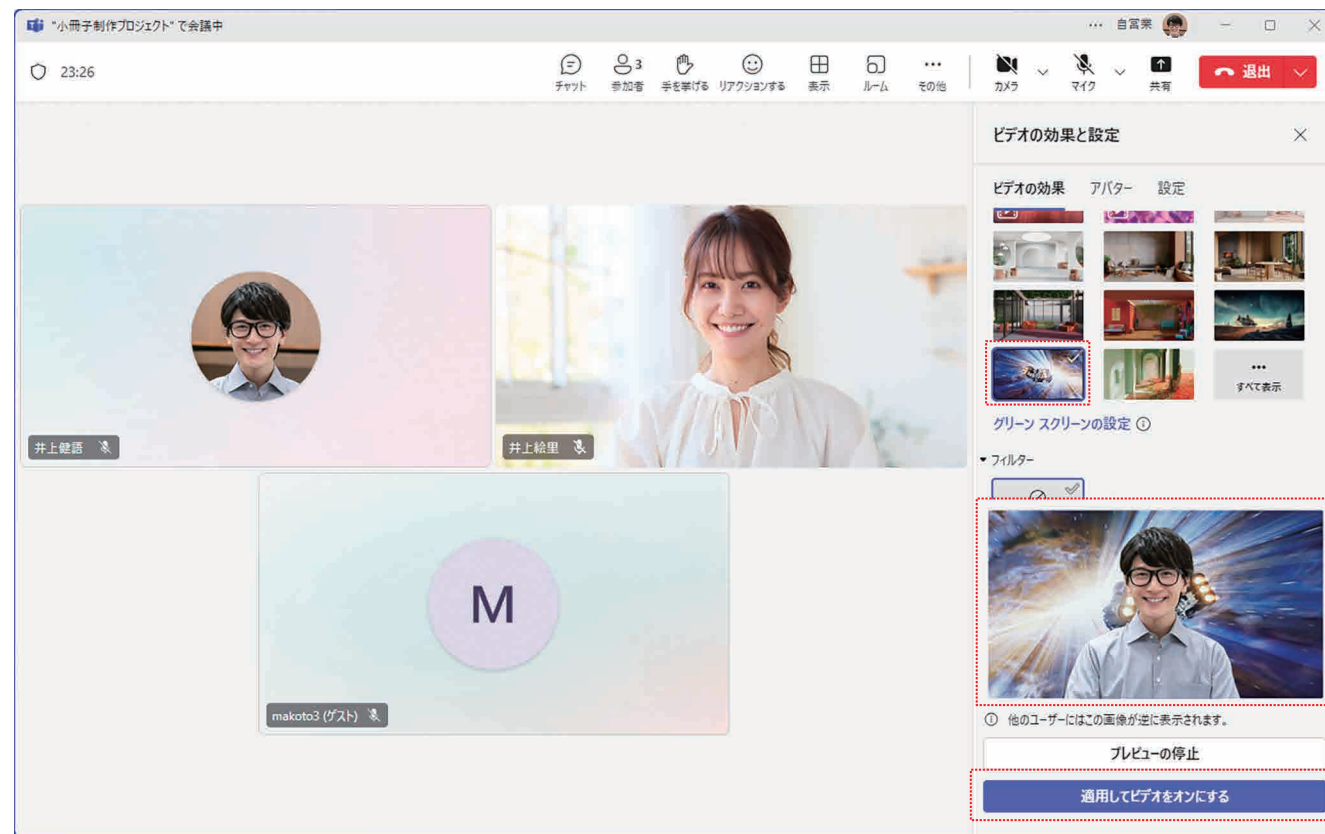 "小冊子制作プロジェクト" で会議中
… 自営業
23:26
チャット
3
参加者
手を挙げる
リアクションする
表示
ルーム
その他
カメラ
マイク
共有
退出
ビデオの効果と設定
ビデオの効果 アバター 設定
すべて表示
グリーン スクリーンの設定
フィルター
井上健語
井上絵里
M
makoto3 (ゲスト)
他のユーザーにはこの画像が逆に表示されます。
プレビューの停止
適用してビデオをオンにする